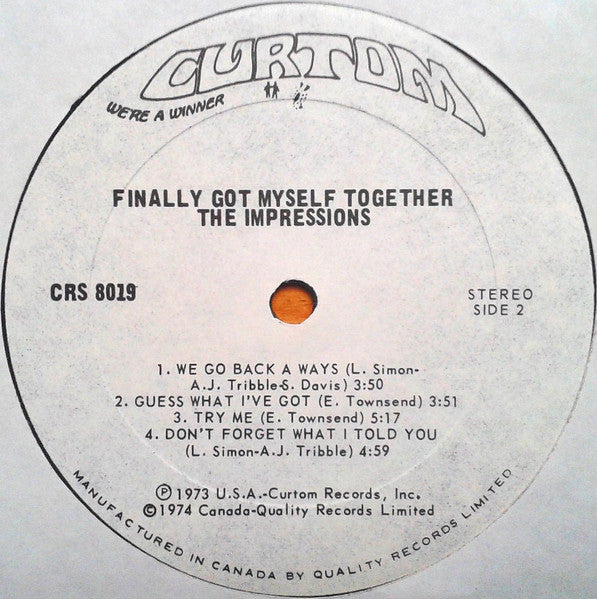 CURTOM
WE'RE A WINNER
FINALLY GOT MYSELF TOGETHER
THE IMPRESSIONS
CRS 8019
STEREO
SIDE 2
1. WE GO BACK A WAYS (L. Simon-
A.J. Tribble-S. Davis) 3:50
2. GUESS WHAT I'VE GOT (E. Townsend) 3:51
3. TRY ME (E. Townsend) 5:17
4. DON'T FORGET WHAT I TOLD YOU
(L. Simon-A.J. Tribble) 4:59
℗ 1973 U.S.A.-Curtom Records, Inc.
© 1974 Canada-Quality Records Limited
MANUFACTURED IN CANADA BY QUALITY RECORDS LIMITED